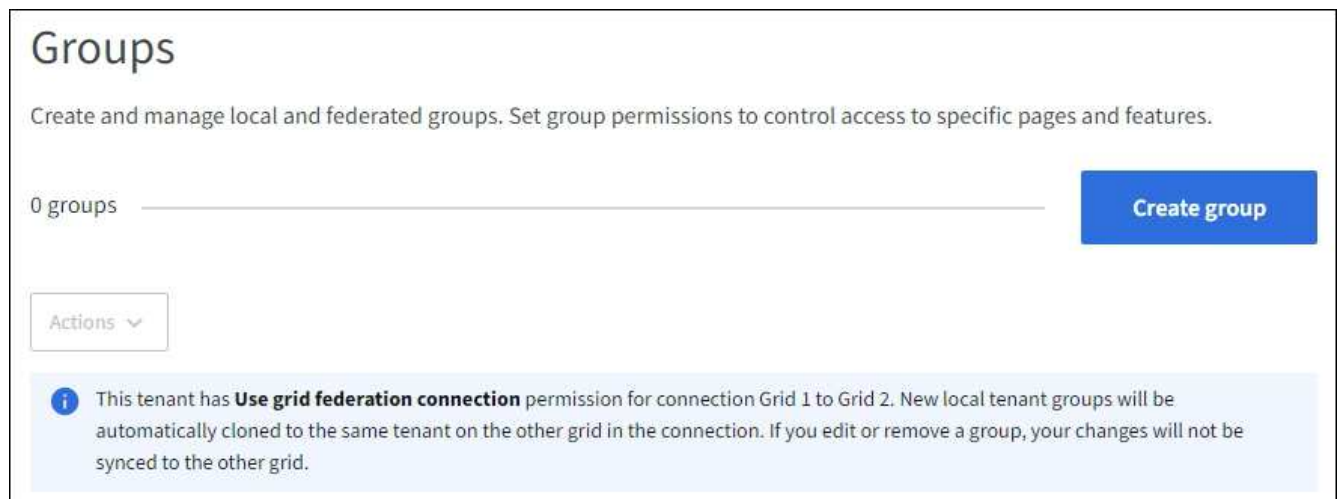 Groups
Create and manage local and federated groups. Set group permissions to control access to specific pages and features.
0 groups
Create group
Actions
This tenant has Use grid federation connection permission for connection Grid 1 to Grid 2. New local tenant groups will be
automatically cloned to the same tenant on the other grid in the connection. If you edit or remove a group, your changes will not be
synced to the other grid.